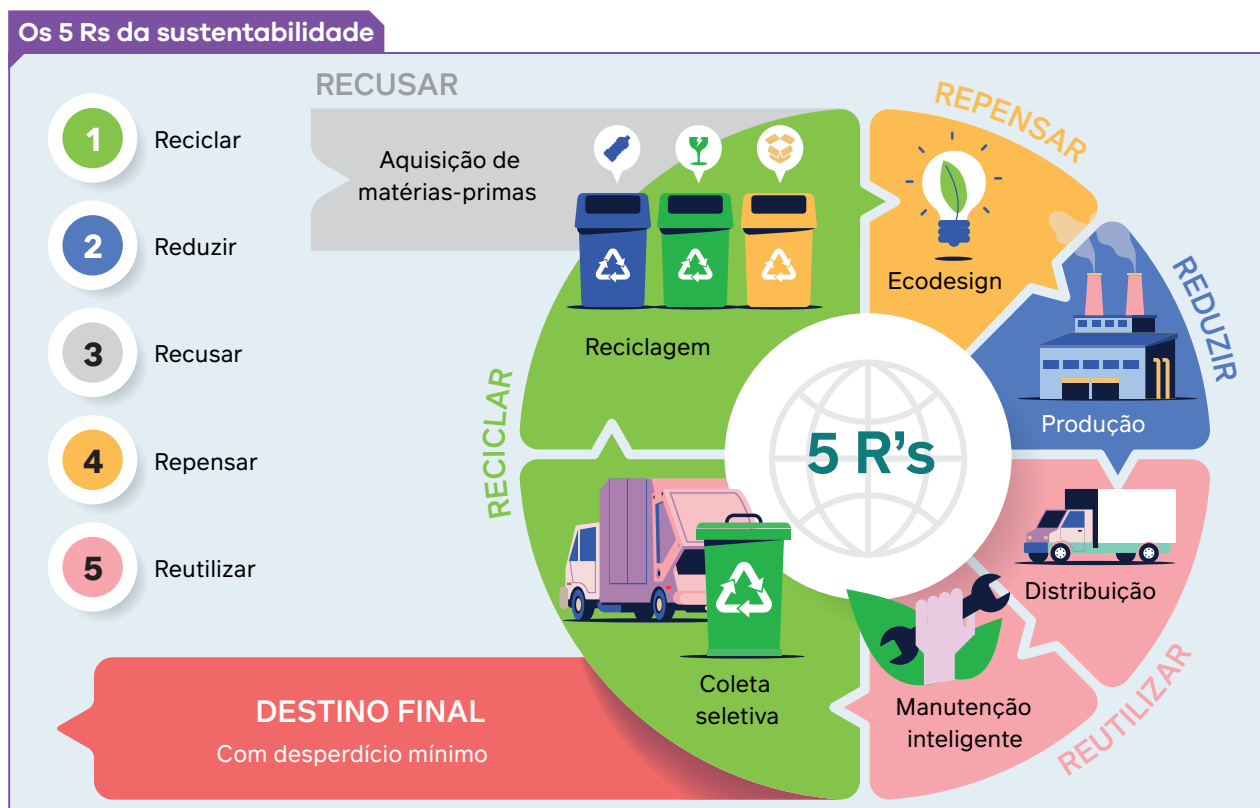 Os 5 Rs da sustentabilidade
1 Reciclar
2 Reduzir
3 Recusar
4 Repensar
5 Reutilizar
RECUSAR
Aquisição de
matérias-primas
Reciclagem
REPENSAR
Ecodesign
REDUZIR
Produção
Distribuição
REUTILIZAR
Manutenção
inteligente
RECICLAR
Coleta
seletiva
5 R’s
DESTINO FINAL
Com desperdício mínimo